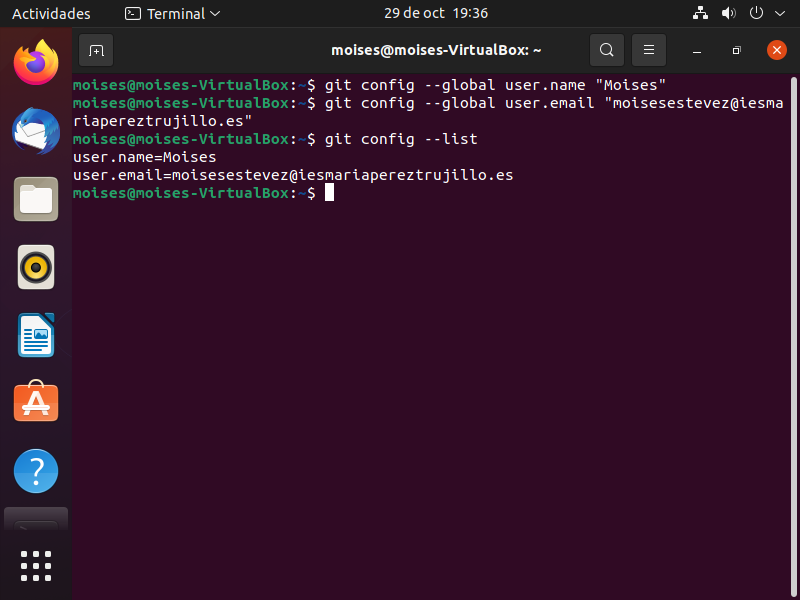 Actividades
Terminal
29 de oct 19:36
moises@moises-VirtualBox: ~
moises@moises-VirtualBox:~$ git config --global user.name "Moises"
moises@moises-VirtualBox:~$ git config --global user.email "moisesestevez@iesma
riapereztrujillo.es"
moises@moises-VirtualBox:~$ git config --list
user.name=Moises
user.email=moisesestevez@iesmariapereztrujillo.es
moises@moises-VirtualBox:~$